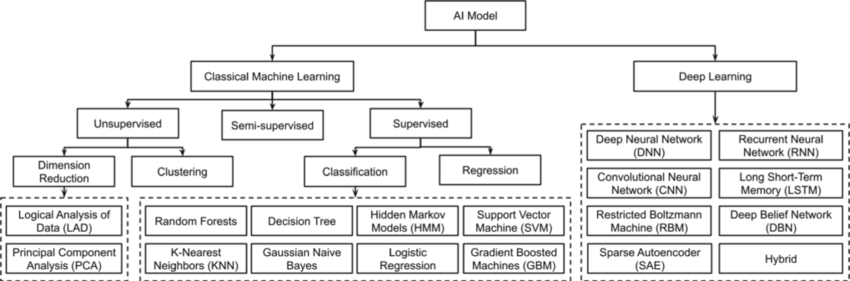 AI Model
Classical Machine Learning
Deep Learning
Unsupervised
Semi-supervised
Supervised
Dimension
Reduction
Clustering
Classification
Regression
Logical Analysis of
Data (LAD)
Principal Component
Analysis (PCA)
Random Forests
Decision Tree
Hidden Markov
Models (HMM)
Support Vector
Machine (SVM)
K-Nearest
Neighbors (KNN)
Gaussian Naive
Bayes
Logistic
Regression
Gradient Boosted
Machines (GBM)
Deep Neural Network
(DNN)
Recurrent Neural
Network (RNN)
Convolutional Neural
Network (CNN)
Long Short-Term
Memory (LSTM)
Restricted Boltzmann
Machine (RBM)
Deep Belief Network
(DBN)
Sparse Autoencoder
(SAE)
Hybrid